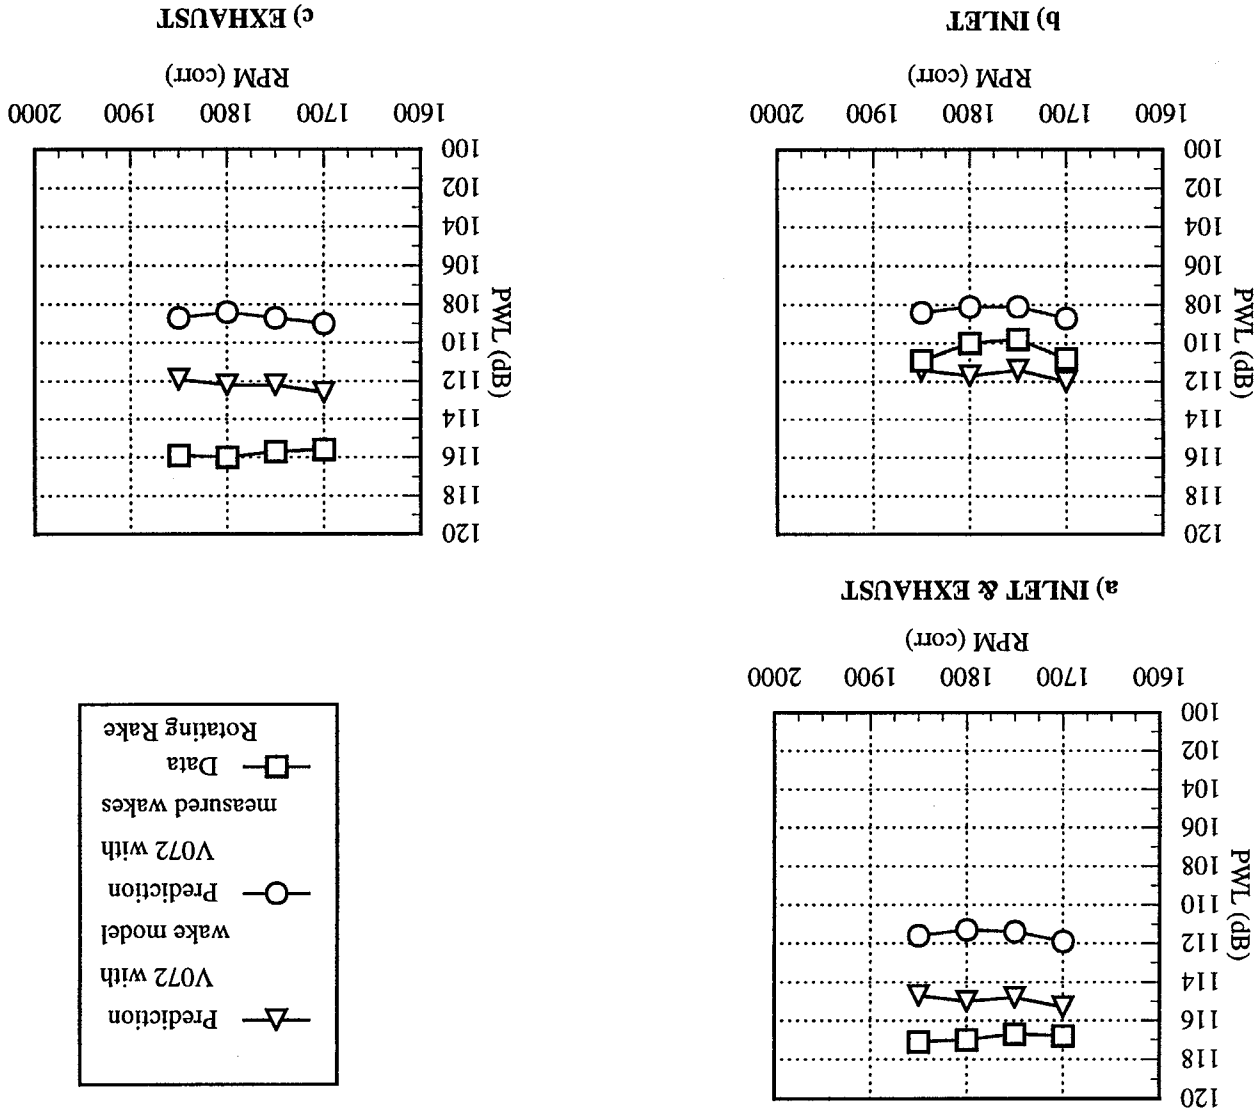 PWL (dB)
120
118
116
114
112
110
108
106
104
102
100
1600 1700 1800 1900 2000
RPM (corr)
a) INLET & EXHAUST
Prediction
V072 with
wake model
Prediction
V072 with
measured wakes
Data
Rotating Rake
PWL (dB)
120
118
116
114
112
110
108
106
104
102
100
1600 1700 1800 1900 2000
RPM (corr)
b) INLET
PWL (dB)
120
118
116
114
112
110
108
106
104
102
100
1600 1700 1800 1900 2000
RPM (corr)
c) EXHAUST